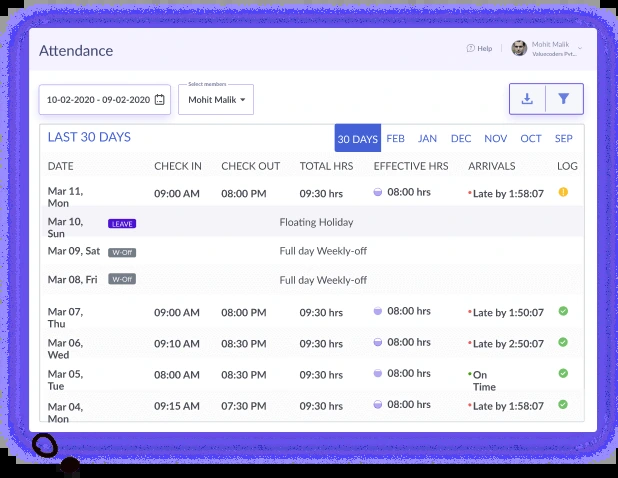 Attendance
Help
Mohit Malik
Valuecoders Pvt...
10-02-2020 - 09-02-2020
Select members
Mohit Malik
LAST 30 DAYS
30 DAYS FEB JAN DEC NOV OCT SEP
DATE CHECK IN CHECK OUT TOTAL HRS EFFECTIVE HRS ARRIVALS LOG
Mar 11, 09:00 AM 08:00 PM 09:30 hrs 08:00 hrs Late by 1:58:07
Mon
Mar 10, LEAVE Floating Holiday
Sun
Mar 09, Sat W-Off Full day Weekly-off
Mar 08, Fri W-Off Full day Weekly-off
Mar 07, 09:00 AM 08:00 PM 09:30 hrs 08:00 hrs Late by 1:50:07
Thu
Mar 06, 09:10 AM 08:30 PM 09:30 hrs 08:00 hrs Late by 2:50:07
Wed
Mar 05, 08:00 AM 08:30 PM 09:30 hrs 08:00 hrs On
Tue Time
Mar 04, 09:15 AM 07:30 PM 09:30 hrs 08:00 hrs Late by 1:58:07
Mon